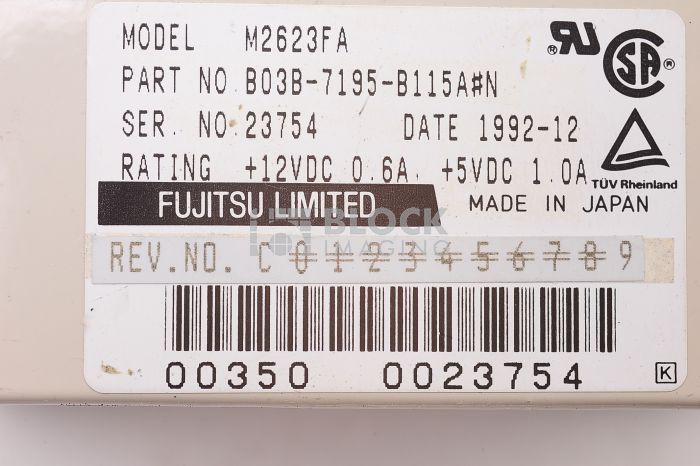 MODEL M2623FA
PART NO. B03B-7195-B115A#N
SER. NO. 23754 DATE 1992-12
RATING +12VDC 0.6A, +5VDC 1.0A
TÜV Rheinland
FUJITSU LIMITED MADE IN JAPAN
BLOCK
IMAGING
REV.NO. C 0 1 2 3 4 5 6 7 8 9
00350 0023754
K